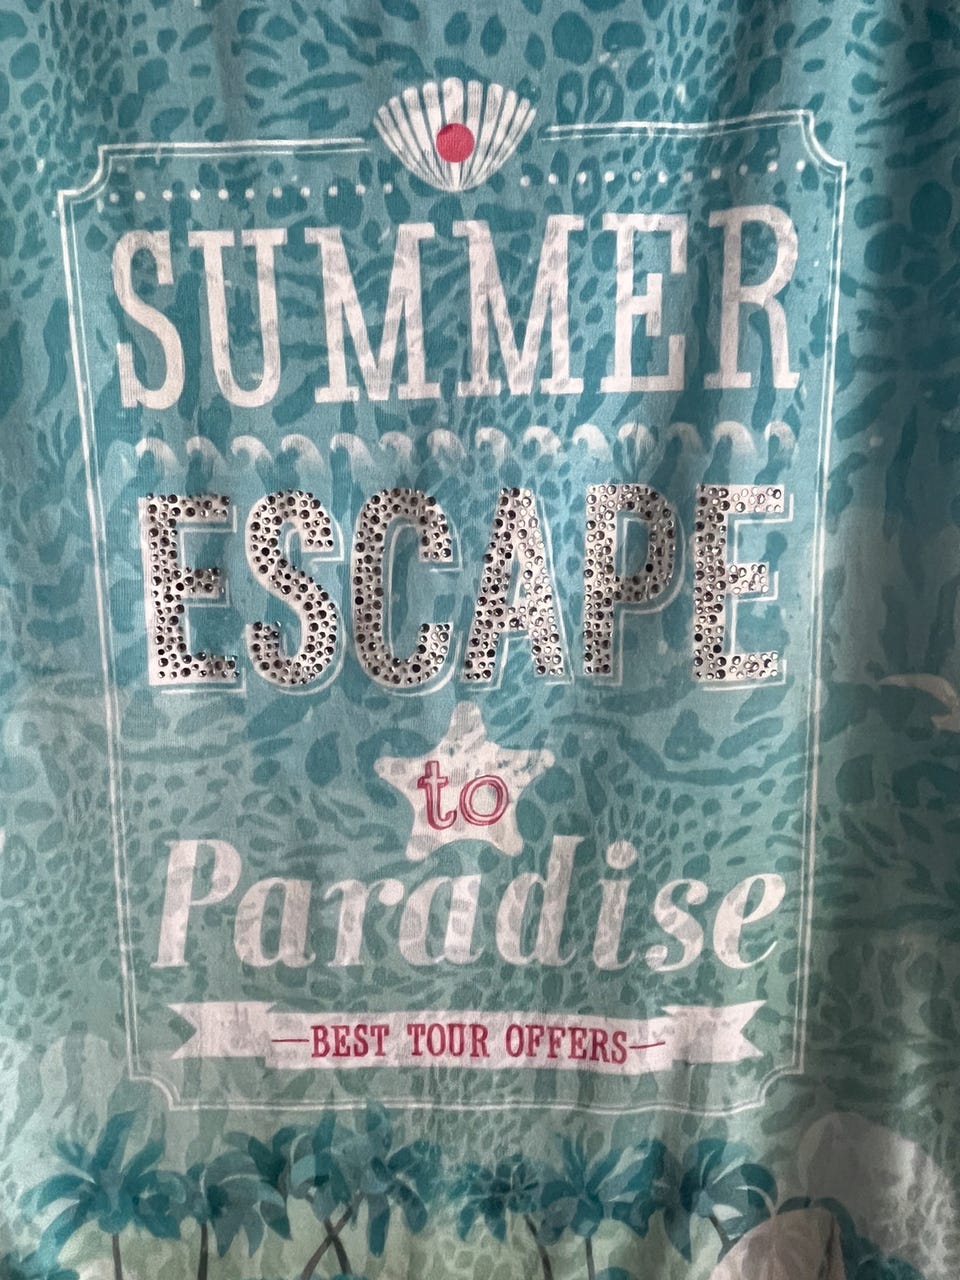 SUMMER
ESCAPE
to
Paradise
—BEST TOUR OFFERS—